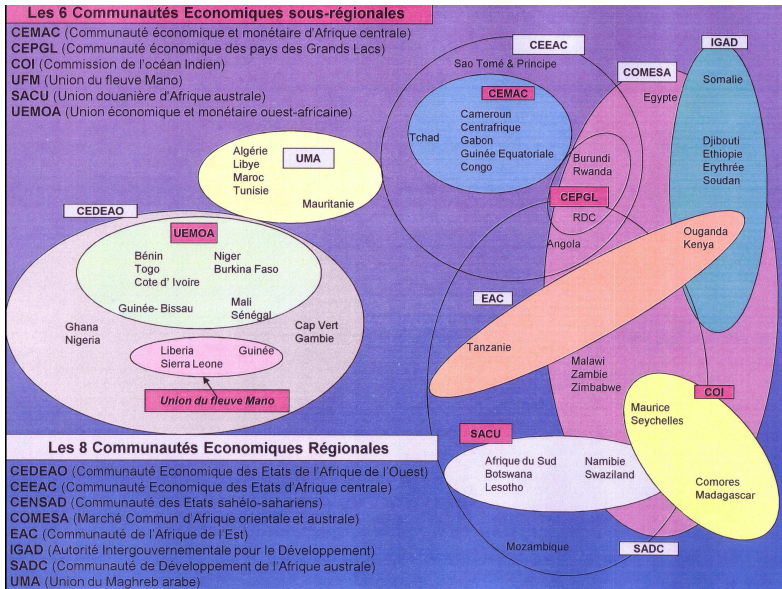 Les 6 Communautés Economiques sous-régionales
CEMAC (Communauté économique et monétaire d'Afrique centrale)
CEPGL (Communauté économique des pays des Grands Lacs)
COI (Commission de l'océan Indien)
UFM (Union du fleuve Mano)
SACU (Union douanière d'Afrique australe)
UEMOA (Union économique et monétaire ouest-africaine)
UMA
Algérie
Libye
Maroc
Tunisie
Mauritanie
CEDEAO
UEMOA
Bénin
Togo
Cote d' Ivoire
Niger
Burkina Faso
Guinée- Bissau
Mali
Sénégal
Ghana
Nigeria
Cap Vert
Gambie
Liberia
Sierra Leone
Guinée
Union du fleuve Mano
CEEAC
Sao Tomé & Principe
CEMAC
Tchad
Cameroun
Centrafrique
Gabon
Guinée Equatoriale
Congo
Burundi
Rwanda
CEPGL
RDC
Angola
COMESA
Egypte
IGAD
Somalie
Djibouti
Ethiopie
Erythrée
Soudan
Ouganda
Kenya
EAC
Tanzanie
Malawi
Zambie
Zimbabwe
COI
Maurice
Seychelles
Comores
Madagascar
SACU
Afrique du Sud
Botswana
Lesotho
Namibie
Swaziland
Mozambique
SADC
Les 8 Communautés Economiques Régionales
CEDEAO (Communauté Economique des Etats de l'Afrique de l'Ouest)
CEEAC (Communauté Economique des Etats d'Afrique centrale)
CENSAD (Communauté des Etats sahélo-sahariens)
COMESA (Marché Commun d'Afrique orientale et australe)
EAC (Communauté de l'Afrique de l'Est)
IGAD (Autorité Intergouvernementale pour le Développement)
SADC (Communauté de Développement de l'Afrique australe)
UMA (Union du Maghreb arabe)